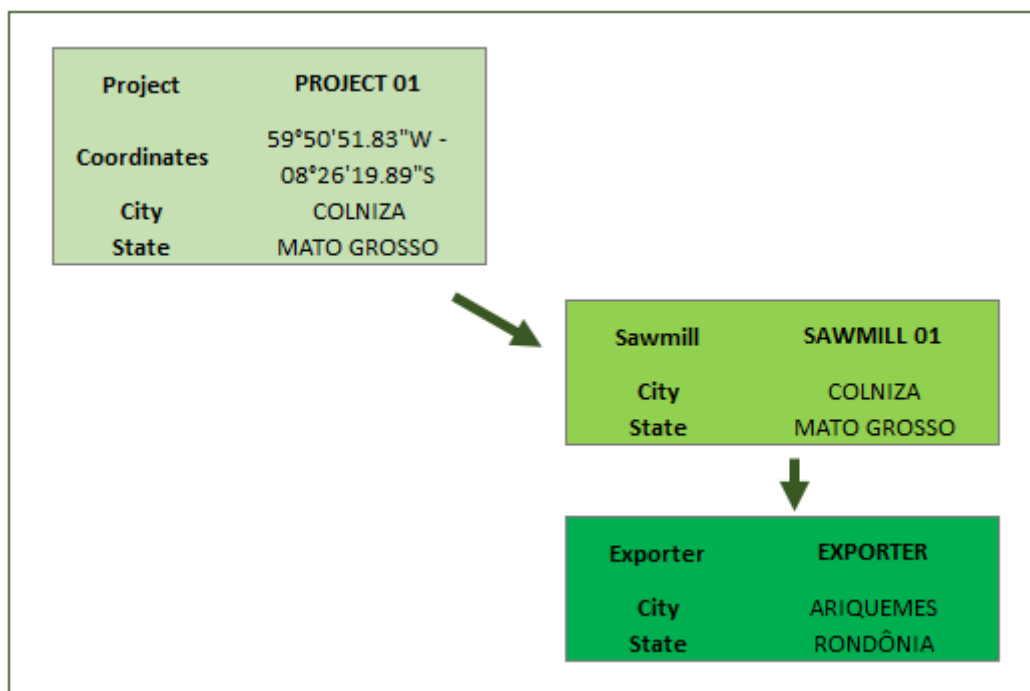 Project PROJECT 01
Coordinates 59°50'51.83"W -
08°26'19.89"S
City COLNIZA
State MATO GROSSO
Sawmill SAWMILL 01
City COLNIZA
State MATO GROSSO
Exporter EXPORTER
City ARIQUEMES
State RONDÔNIA